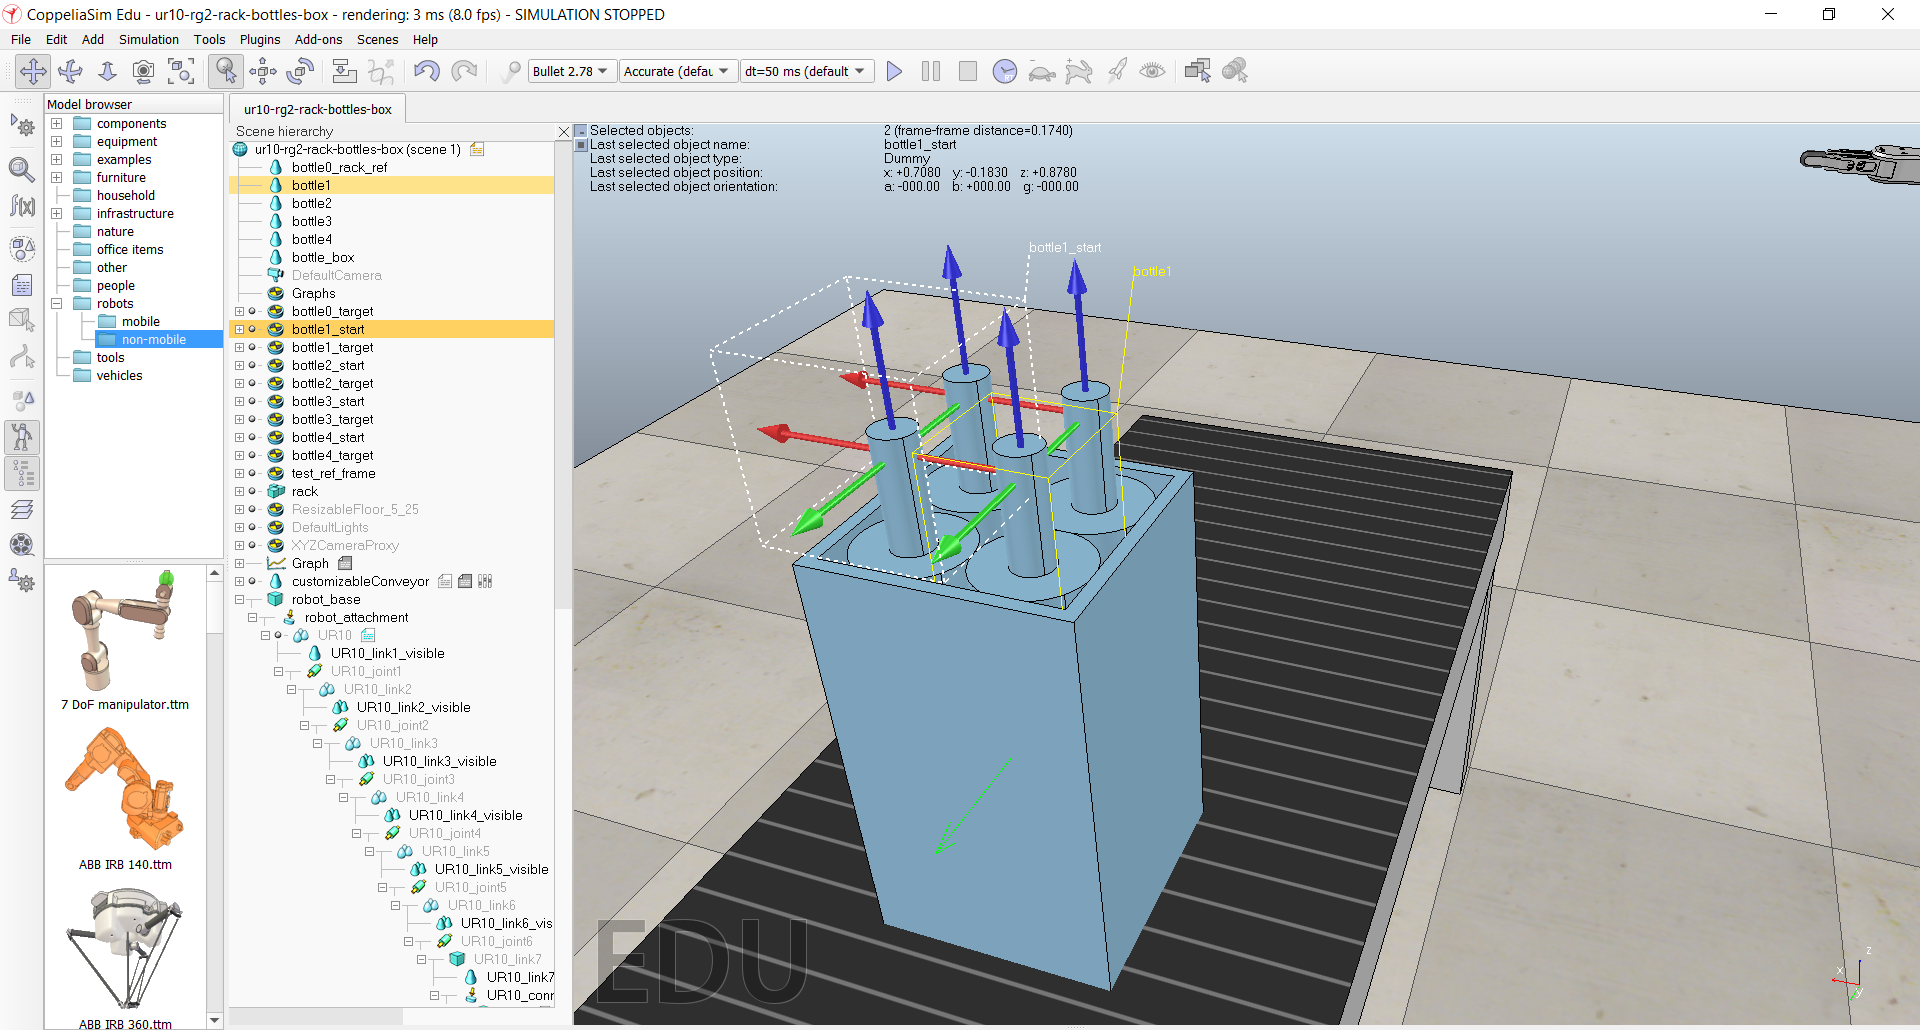 CoppeliaSim Edu - ur10-rg2-rack-bottles-box - rendering: 3 ms (8.0 fps) - SIMULATION STOPPED
File Edit Add Simulation Tools Plugins Add-ons Scenes Help
Bullet 2.78 Accurate (defau dt=50 ms (default
Model browser
components
equipment
examples
furniture
household
infrastructure
nature
office items
other
people
robots
mobile
non-mobile
tools
vehicles
7 DoF manipulator.ttm
ABB IRB 140.ttm
ABB IRB 360.ttm
ur10-rg2-rack-bottles-box
Scene hierarchy
ur10-rg2-rack-bottles-box (scene 1)
bottle0_rack_ref
bottle1
bottle2
bottle3
bottle4
bottle_box
DefaultCamera
Graphs
bottle0_target
bottle1_start
bottle1_target
bottle2_start
bottle2_target
bottle3_start
bottle3_target
bottle4_start
bottle4_target
test_ref_frame
rack
ResizableFloor_5_25
DefaultLights
XYZCameraProxy
Graph
customizableConveyor
robot_base
robot_attachment
UR10
UR10_link1_visible
UR10_joint1
UR10_link2
UR10_link2_visible
UR10_joint2
UR10_link3
UR10_link3_visible
UR10_joint3
UR10_link4
UR10_link4_visible
UR10_joint4
UR10_link5
UR10_link5_visible
UR10_joint5
UR10_link6
UR10_link6_vis
UR10_joint6
UR10_link7
UR10_link7
UR10_conr
Selected objects: 2 (frame-frame distance=0.1740)
Last selected object name: bottle1_start
Last selected object type: Dummy
Last selected object position: x: +0.7080 y: -0.1830 z: +0.8780
Last selected object orientation: a: -000.00 b: +000.00 g: -000.00
bottle1_start
bottle1
EDU
z
x
y